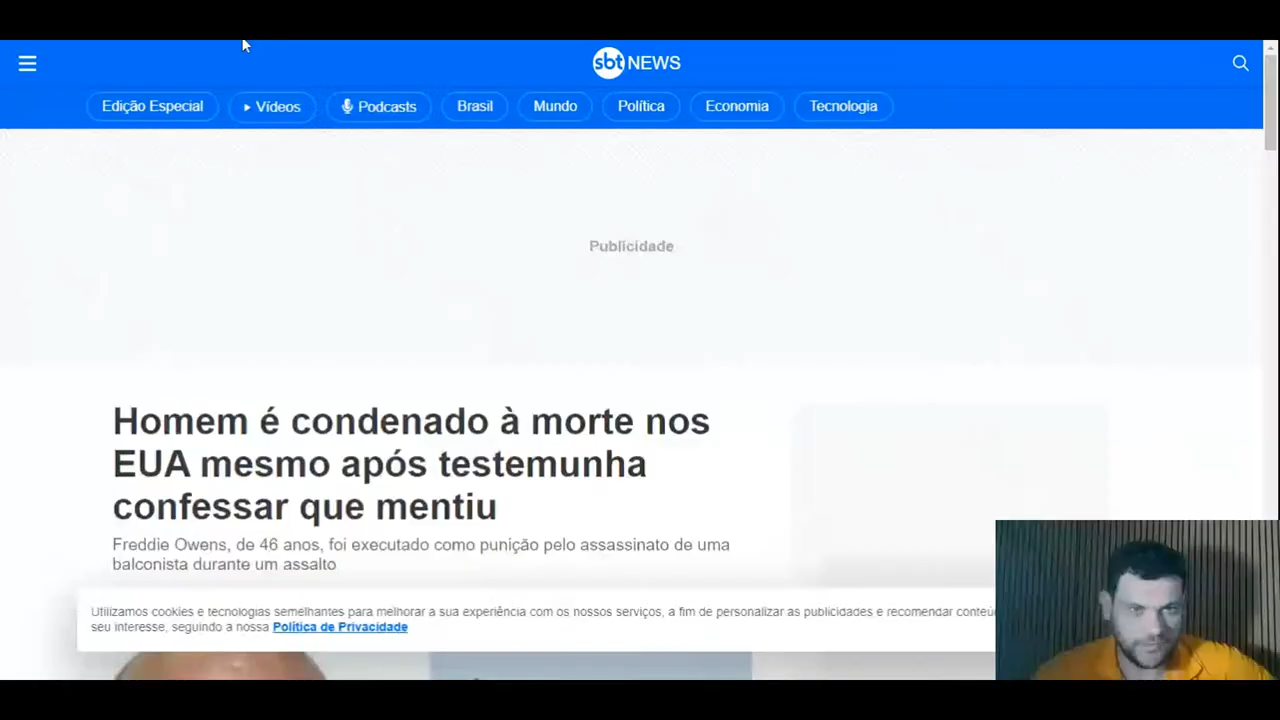 sbt NEWS
Edição Especial
Vídeos
Podcasts
Brasil
Mundo
Política
Economia
Tecnologia
Publicidade
Homem é condenado à morte nos
EUA mesmo após testemunha
confessar que mentiu
Freddie Owens, de 46 anos, foi executado como punição pelo assassinato de uma
balconista durante um assalto
Utilizamos cookies e tecnologias semelhantes para melhorar a sua experiência com os nossos serviços, a fim de personalizar as publicidades e recomendar
seu interesse, seguindo a nossa Política de Privacidade